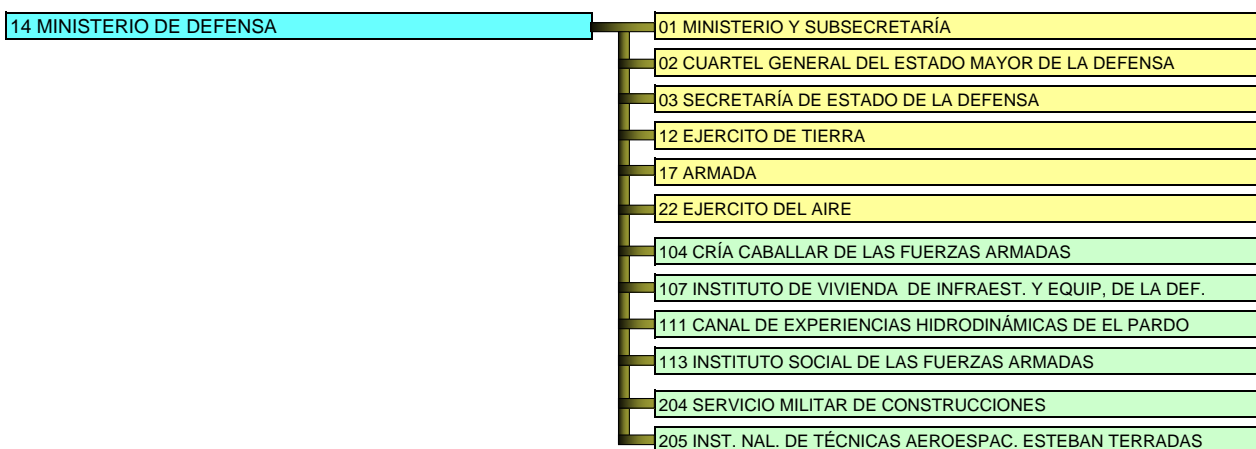 14 MINISTERIO DE DEFENSA
01 MINISTERIO Y SUBSECRETARÍA
02 CUARTEL GENERAL DEL ESTADO MAYOR DE LA DEFENSA
03 SECRETARÍA DE ESTADO DE LA DEFENSA
12 EJERCITO DE TIERRA
17 ARMADA
22 EJERCITO DEL AIRE
104 CRÍA CABALLAR DE LAS FUERZAS ARMADAS
107 INSTITUTO DE VIVIENDA DE INFRAEST. Y EQUIP, DE LA DEF.
111 CANAL DE EXPERIENCIAS HIDRODINÁMICAS DE EL PARDO
113 INSTITUTO SOCIAL DE LAS FUERZAS ARMADAS
204 SERVICIO MILITAR DE CONSTRUCCIONES
205 INST. NAL. DE TÉCNICAS AEROESPAC. ESTEBAN TERRADAS